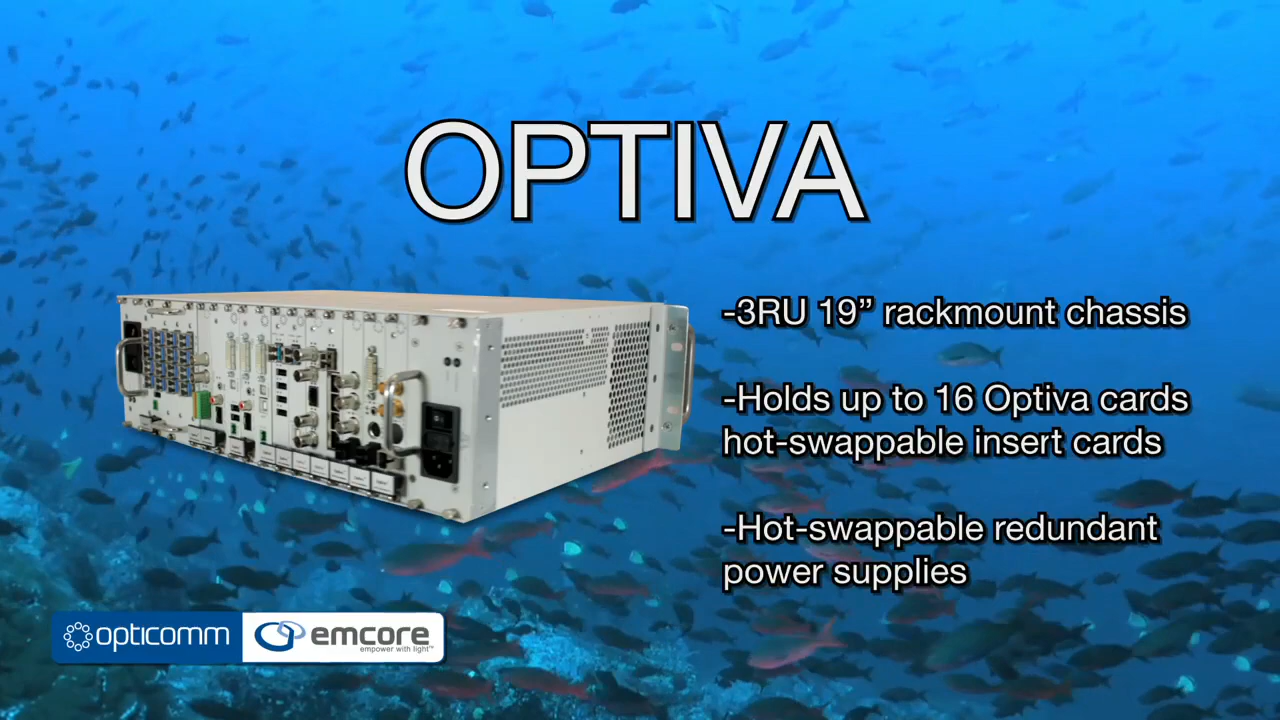 OPTIVA
-3RU 19” rackmount chassis
-Holds up to 16 Optiva cards
hot-swappable insert cards
-Hot-swappable redundant
power supplies
opticomm
emcore
empower with light™